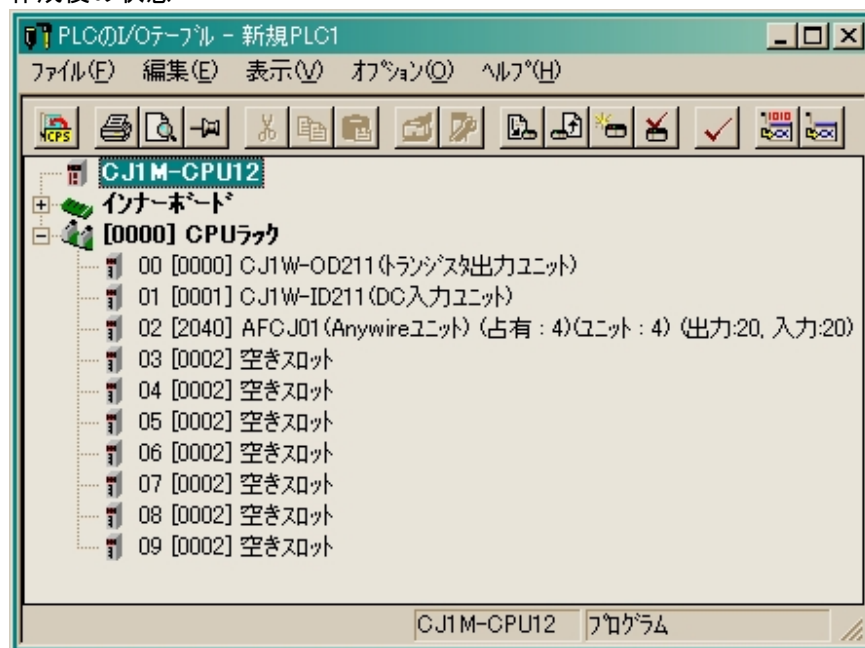 PLCのI/Oテーブル - 新規PLC1
ファイル(F) 編集(E) 表示(V) オプション(O) ヘルプ(H)
CPS
1010
CJ1M-CPU12
インナーボード
[0000] CPUラック
00 [0000] CJ1W-OD211(トランジスタ出力ユニット)
01 [0001] CJ1W-ID211(DC入力ユニット)
02 [2040] AFCJ01(Anywireユニット) (占有 : 4)(ユニット : 4) (出力:20, 入力:20)
03 [0002] 空きスロット
04 [0002] 空きスロット
05 [0002] 空きスロット
06 [0002] 空きスロット
07 [0002] 空きスロット
08 [0002] 空きスロット
09 [0002] 空きスロット
CJ1M-CPU12 プログラム